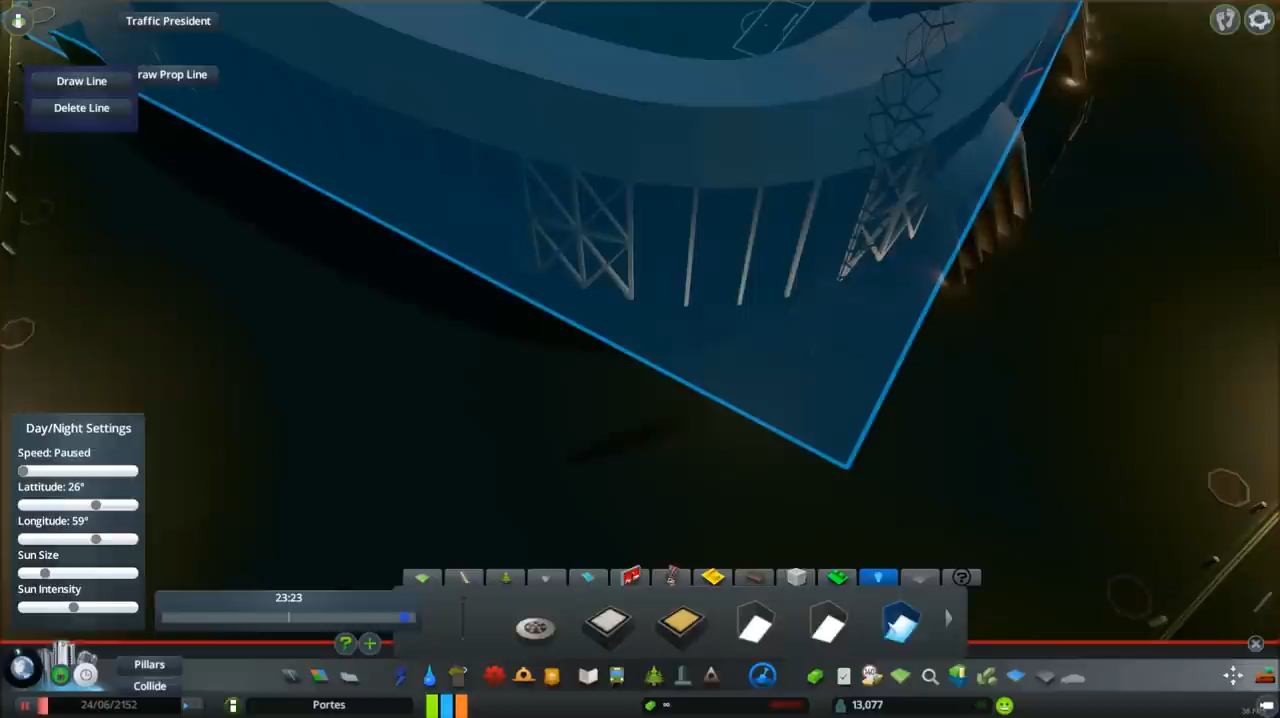 Traffic President
Draw Line
raw Prop Line
Delete Line
Day/Night Settings
Speed: Paused
Lattitude: 26°
Longitude: 59°
Sun Size
Sun Intensity
23:23
Pillars
Collide
24/06/2152
Portes
∞
13,077